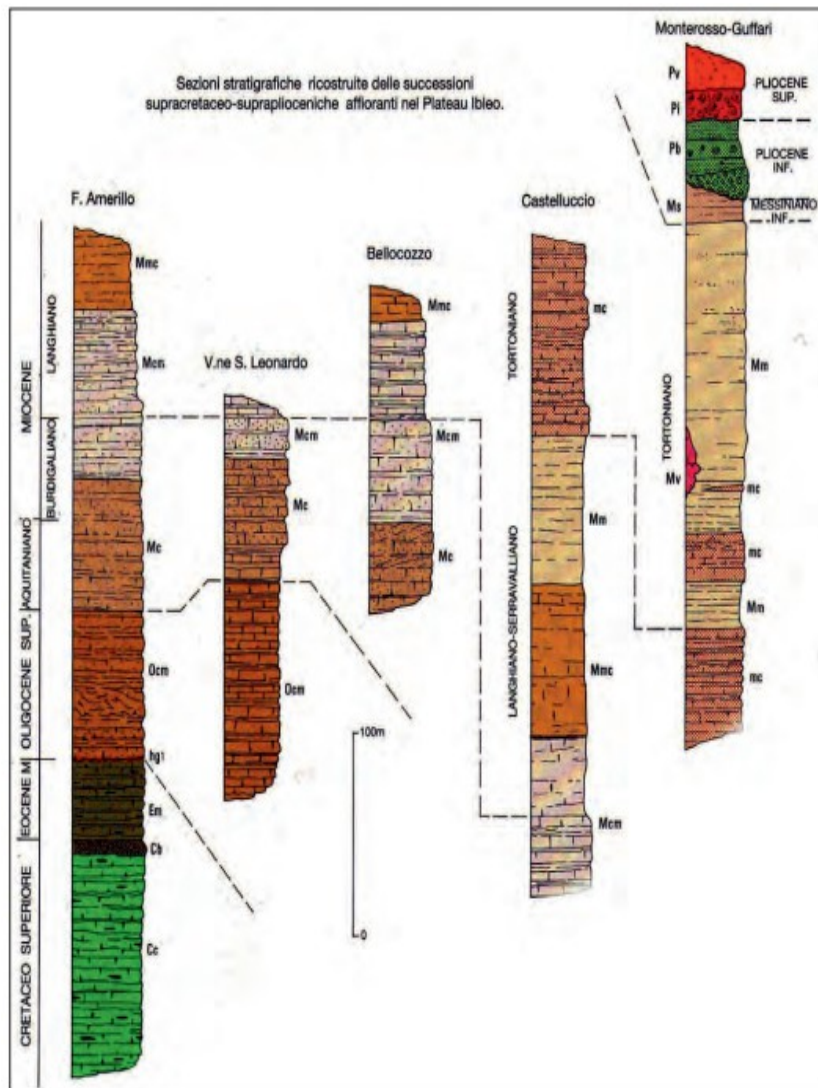 Monterosso-Guffari
Sezioni stratigrafiche ricostruite delle successioni
supracretaceo-supraplioceniche affioranti nel Plateau Ibleo.
Pv
Pi
PLIOCENE
SUP.
Pb
PLIOCENE
INF.
Ms
MESSINIANO
INF.
TORTONIANO
Mm
Mv
mc
mc
Mm
mc
F. Amerillo
MIOCENE
LANGHIANO
BURDIGALIANO
AQUITANIANO
OLIGOCENE SUP.
EOCENE M.
CRETACEO SUPERIORE
Mmc
Mcm
Mc
Ocm
hg1
Em
Cb
Cc
V.ne S. Leonardo
Mcm
Mc
Ocm
Bellocozzo
Mmc
Mcm
Mc
100m
0
Castelluccio
TORTONIANO
LANGHIANO-SERRAVALLIANO
mc
Mm
Mmc
Mcm